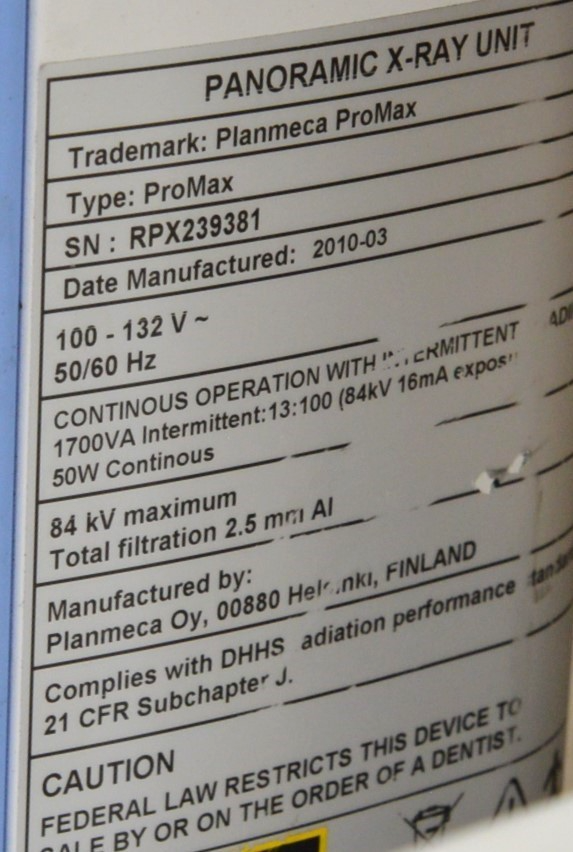 PANORAMIC X-RAY UNIT
Trademark: Planmeca ProMax
Type: ProMax
SN : RPX239381
Date Manufactured: 2010-03
100 - 132 V ~
50/60 Hz
CONTINOUS OPERATION WITH
1700VA Intermittent:13:100 (84kV 16mA
50W Continous
84 kV maximum
Total filtration 2.5 mm Al
Manufactured by:
Planmeca Oy, 00880 FINLAND
Complies with DHHS adiation performance
21 CFR Subchapter J.
CAUTION
FEDERAL LAW RESTRICTS THIS DEVICE TO
SALE BY OR ON THE ORDER OF A DENTIST.